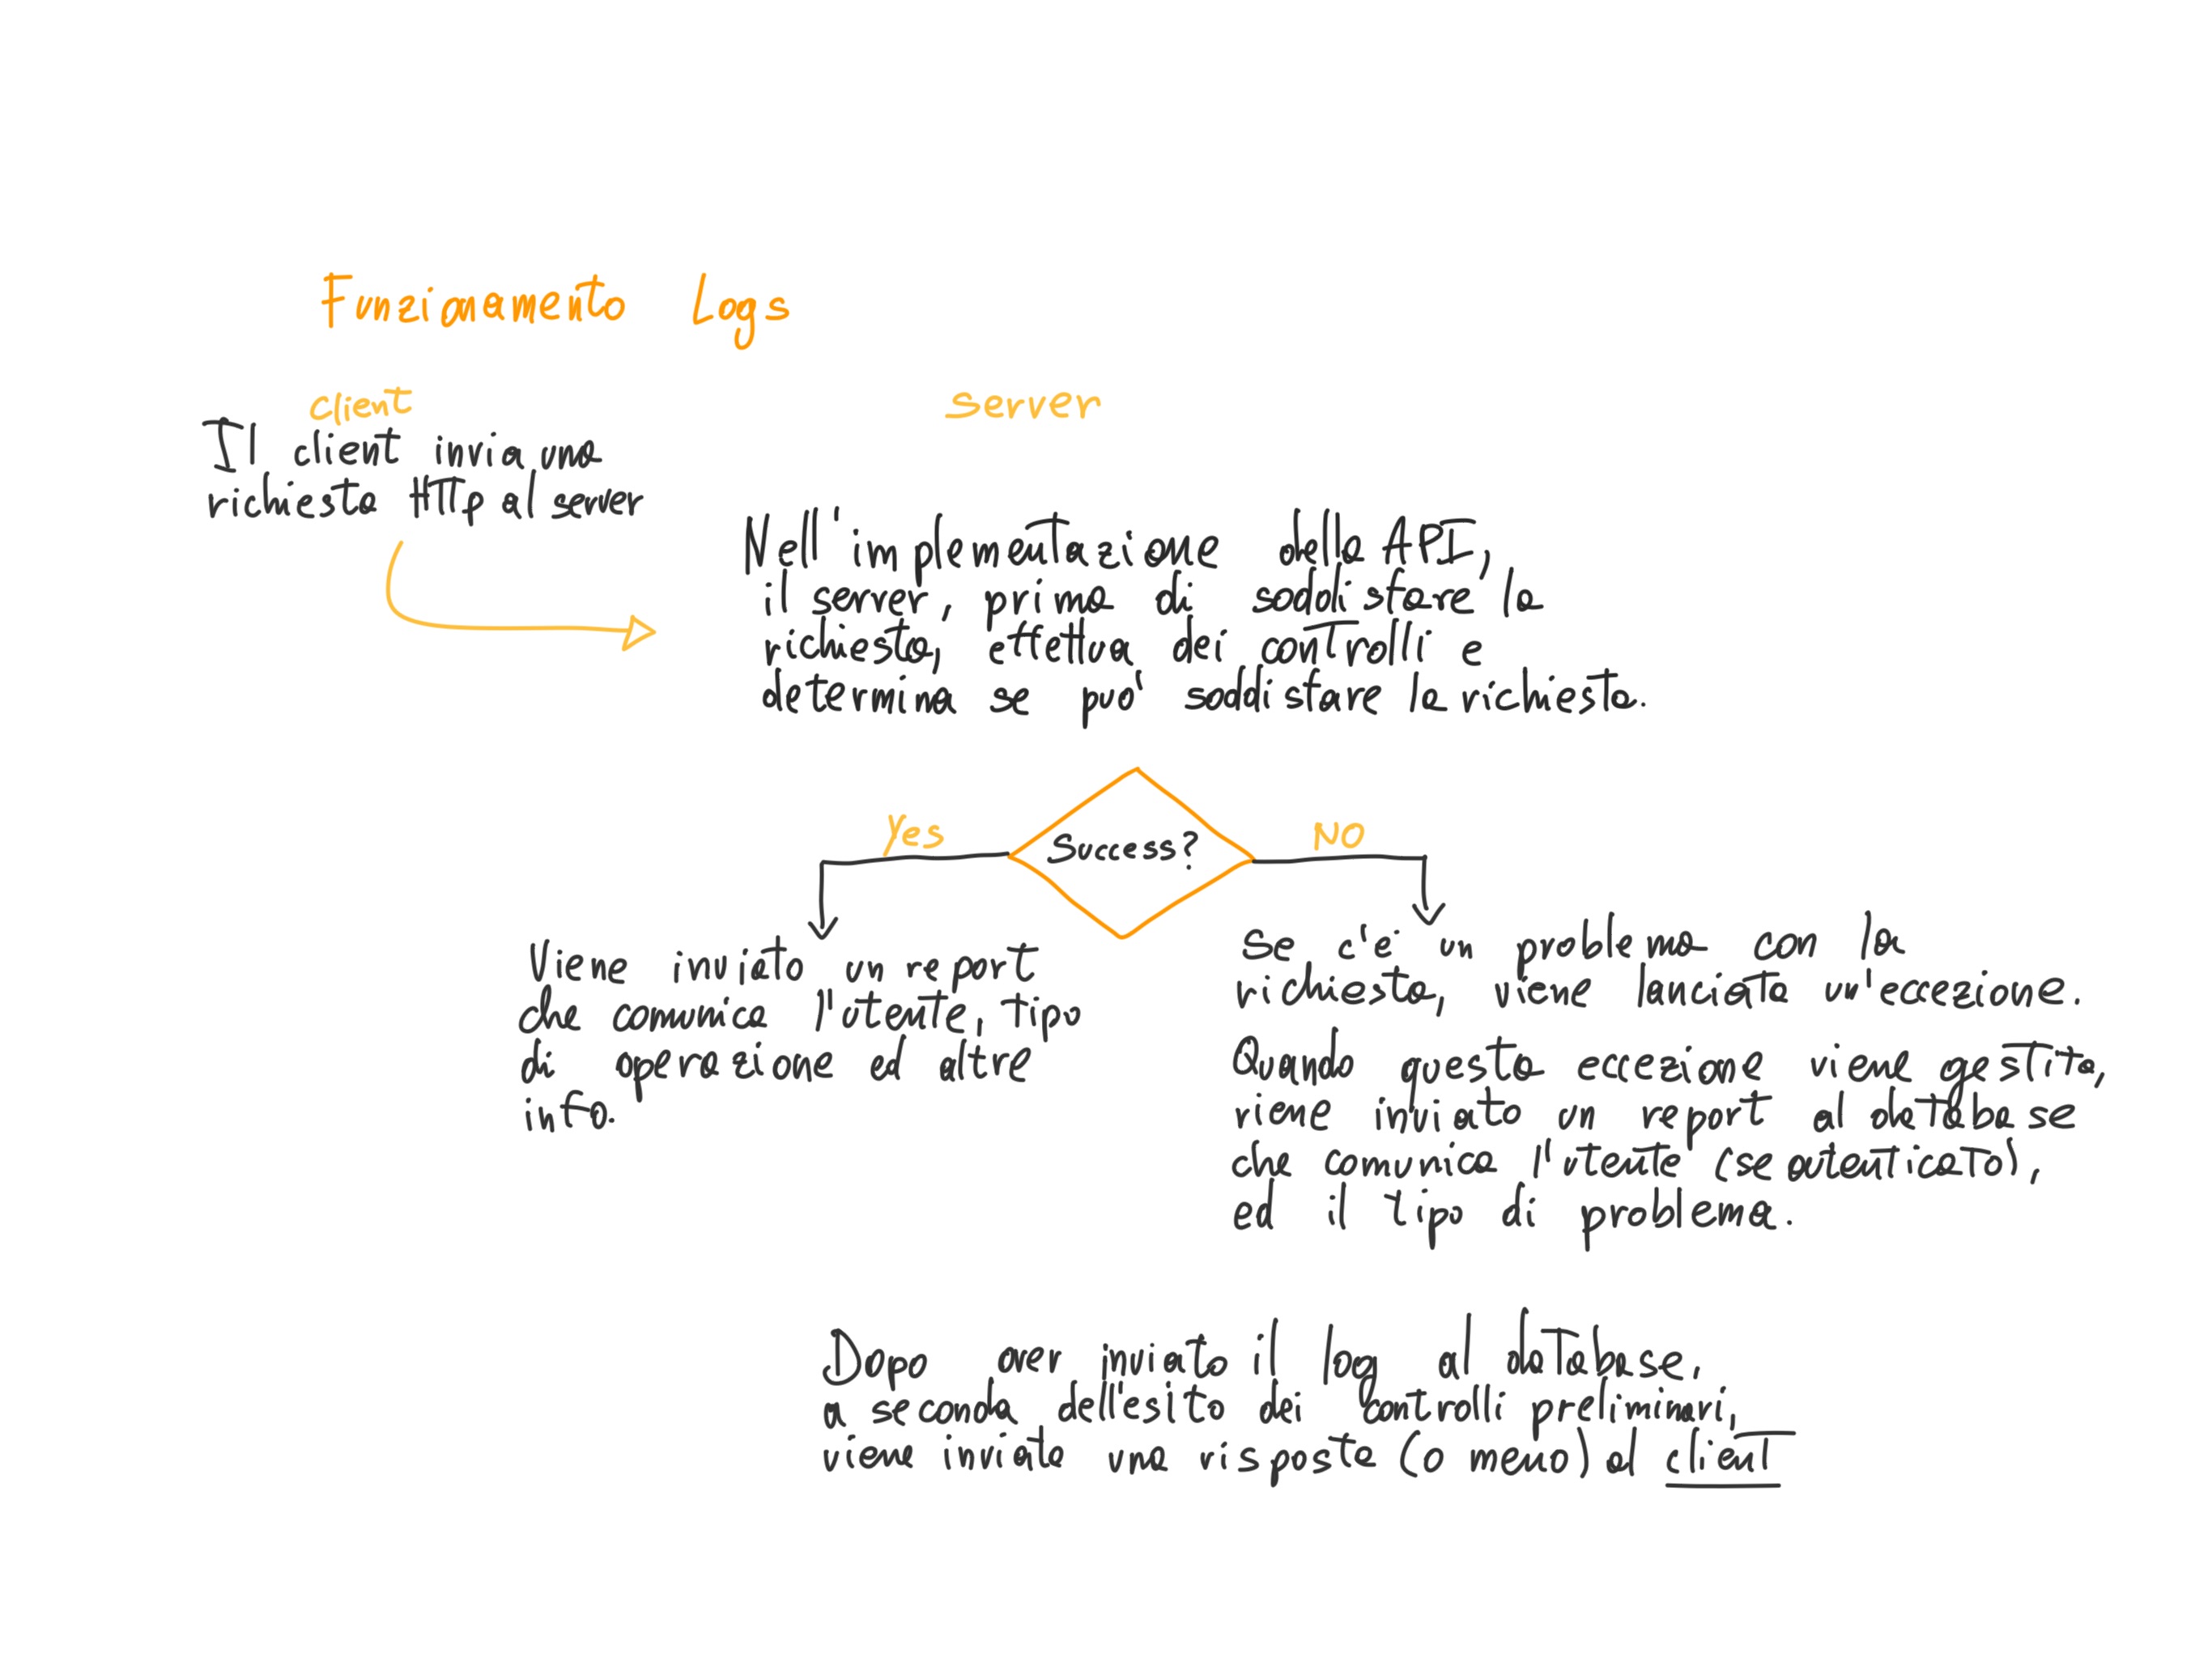 Funzionamento Logs
client
server
Il client invia una
richiesta HTTp al server
Nell'implementazione della API,
il server, prima di soddisfare la
richiesta, effettua dei controlli e
determina se puo' soddisfare la richiesta.
Yes
Success?
NO
Viene inviato un report
che comunica l'utente, tipo
di operazione ed altre
info.
Se c'e' un problema con la
richiesta, viene lanciata un'eccezione.
Quando questa eccezione viene gestita,
viene inviato un report al database
che comunica l'utente (se autenticato),
ed il tipo di problema.
Dopo aver inviato il log al database,
a seconda dell'esito dei controlli preliminari,
viene inviata una risposta (o meno) al client